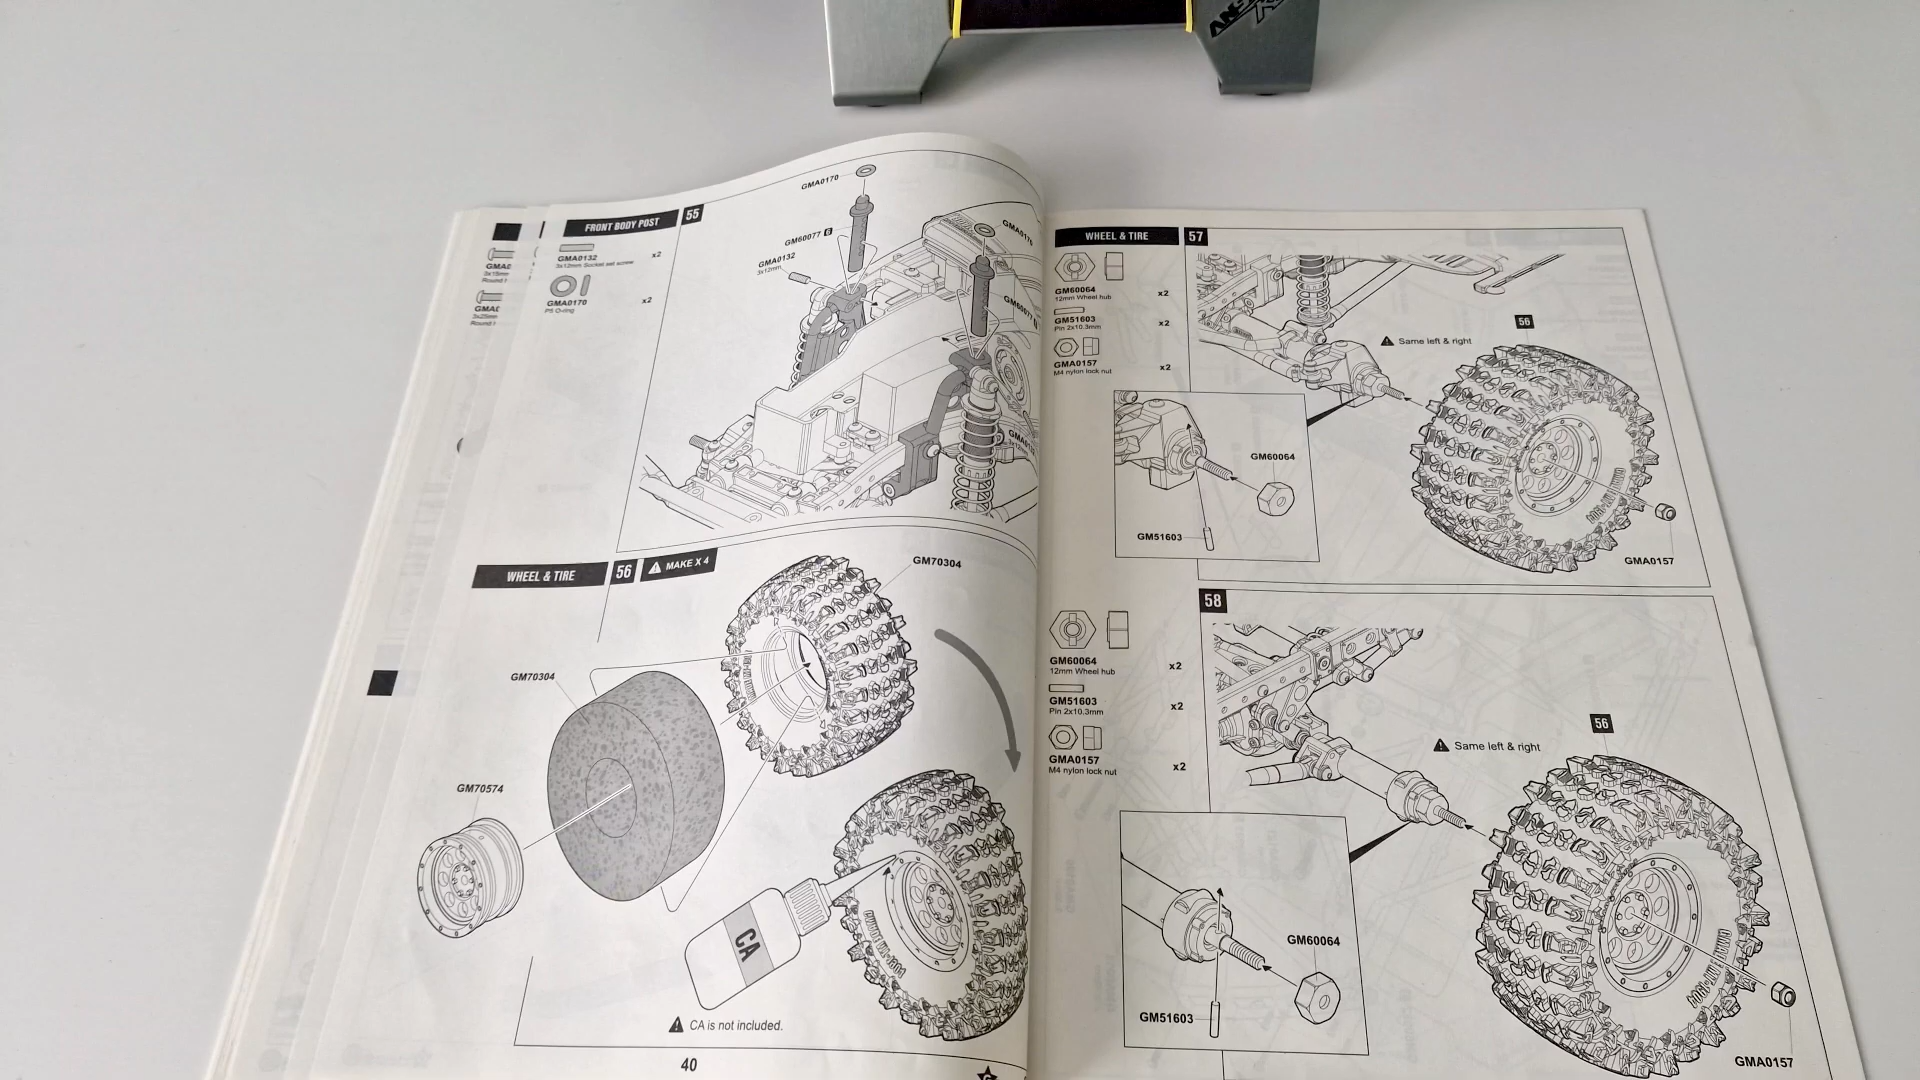 FRONT BODY POST
55
GMA0132
3x12mm Socket set screw
x2
GMA0170
P5 O-ring
x2
GMA0170
GM60077 B
GMA0132
3x12mm
GMA0170
GM60077
WHEEL & TIRE
56
MAKE X 4
GM70304
GM70304
GM70574
CA
CA is not included.
40
WHEEL & TIRE
57
GM60064
12mm Wheel hub
x2
GM51603
Pin 2x10.3mm
x2
GMA0157
M4 nylon lock nut
x2
56
Same left & right
GM60064
GM51603
GMA0157
58
GM60064
12mm Wheel hub
x2
GM51603
Pin 2x10.3mm
x2
GMA0157
M4 nylon lock nut
x2
56
Same left & right
GM60064
GM51603
GMA0157